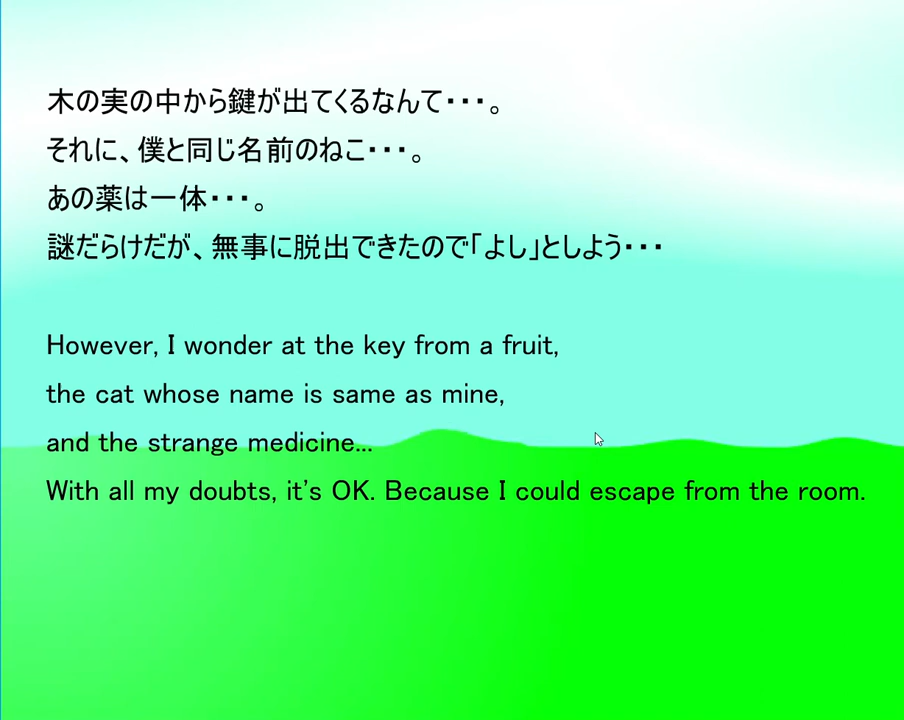 木の実の中から鍵が出てくるなんて･･･。
それに、僕と同じ名前のねこ･･･。
あの薬は一体･･･。
謎だらけだが、無事に脱出できたので｢よし｣としよう･･･
However, I wonder at the key from a fruit,
the cat whose name is same as mine,
and the strange medicine...
With all my doubts, it's OK. Because I could escape from the room.